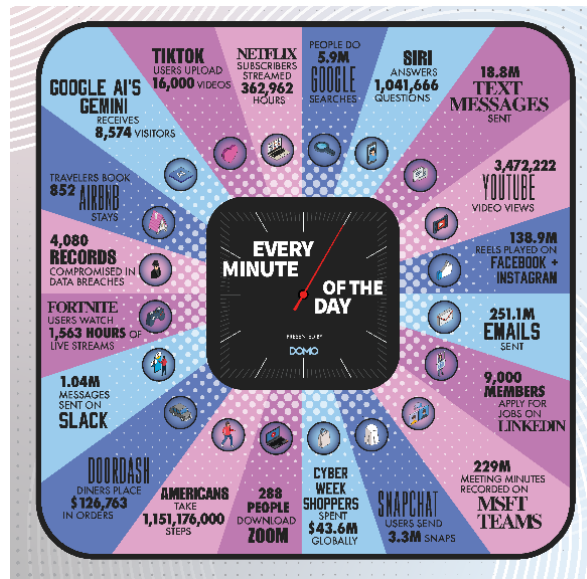 EVERY
MINUTE
OF THE
DAY
PRESENTED BY
DOMO
PEOPLE DO
5.9M
GOOGLE
SEARCHES
SIRI
ANSWERS
1,041,666
QUESTIONS
18.8M
TEXT
MESSAGES
SENT
3,472,222
YOUTUBE
VIDEO VIEWS
138.9M
REELS PLAYED ON
FACEBOOK +
INSTAGRAM
251.1M
EMAILS
SENT
9,000
MEMBERS
APPLY FOR
JOBS ON
LINKEDIN
229M
MEETING MINUTES
RECORDED ON
MSFT
TEAMS
SNAPCHAT
USERS SEND
3.3M SNAPS
CYBER
WEEK
SHOPPERS
SPENT
$43.6M
GLOBALLY
288
PEOPLE
DOWNLOAD
ZOOM
AMERICANS
TAKE
1,151,176,000
STEPS
DOORDASH
DINERS PLACE
$126,763
IN ORDERS
1.04M
MESSAGES
SENT ON
SLACK
FORTNITE
USERS WATCH
1,563 HOURS OF
LIVE STREAMS
4,080
RECORDS
COMPROMISED IN
DATA BREACHES
TRAVELERS BOOK
852 AIRBNB
STAYS
GOOGLE AI'S
GEMINI
RECEIVES
8,574 VISITORS
TIKTOK
USERS UPLOAD
16,000 VIDEOS
NETFLIX
SUBSCRIBERS
STREAMED
362,962
HOURS